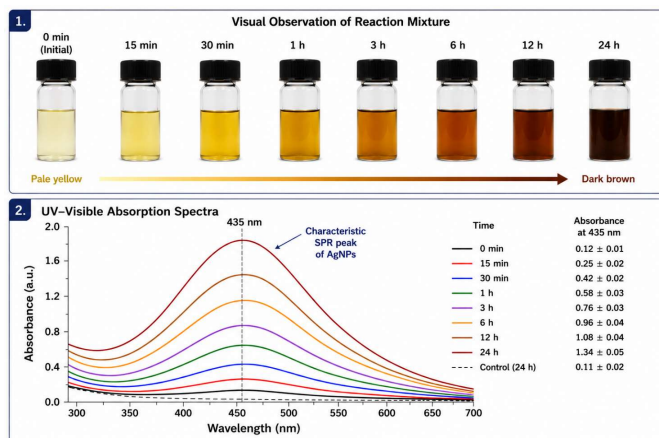 1.
Visual Observation of Reaction Mixture
0 min
(Initial)
15 min
30 min
1 h
3 h
6 h
12 h
24 h
Pale yellow
Dark brown
2.
UV–Visible Absorption Spectra
435 nm
Characteristic
SPR peak
of AgNPs
Absorbance (a.u.)
2.0
1.6
1.2
0.8
0.4
0.0
290
350
400
450
500
550
600
650
700
Wavelength (nm)
Time
Absorbance
at 435 nm
0 min 0.12 ± 0.01
15 min 0.25 ± 0.02
30 min 0.42 ± 0.02
1 h 0.58 ± 0.03
3 h 0.76 ± 0.03
6 h 0.96 ± 0.04
12 h 1.08 ± 0.04
24 h 1.34 ± 0.05
Control (24 h) 0.11 ± 0.02